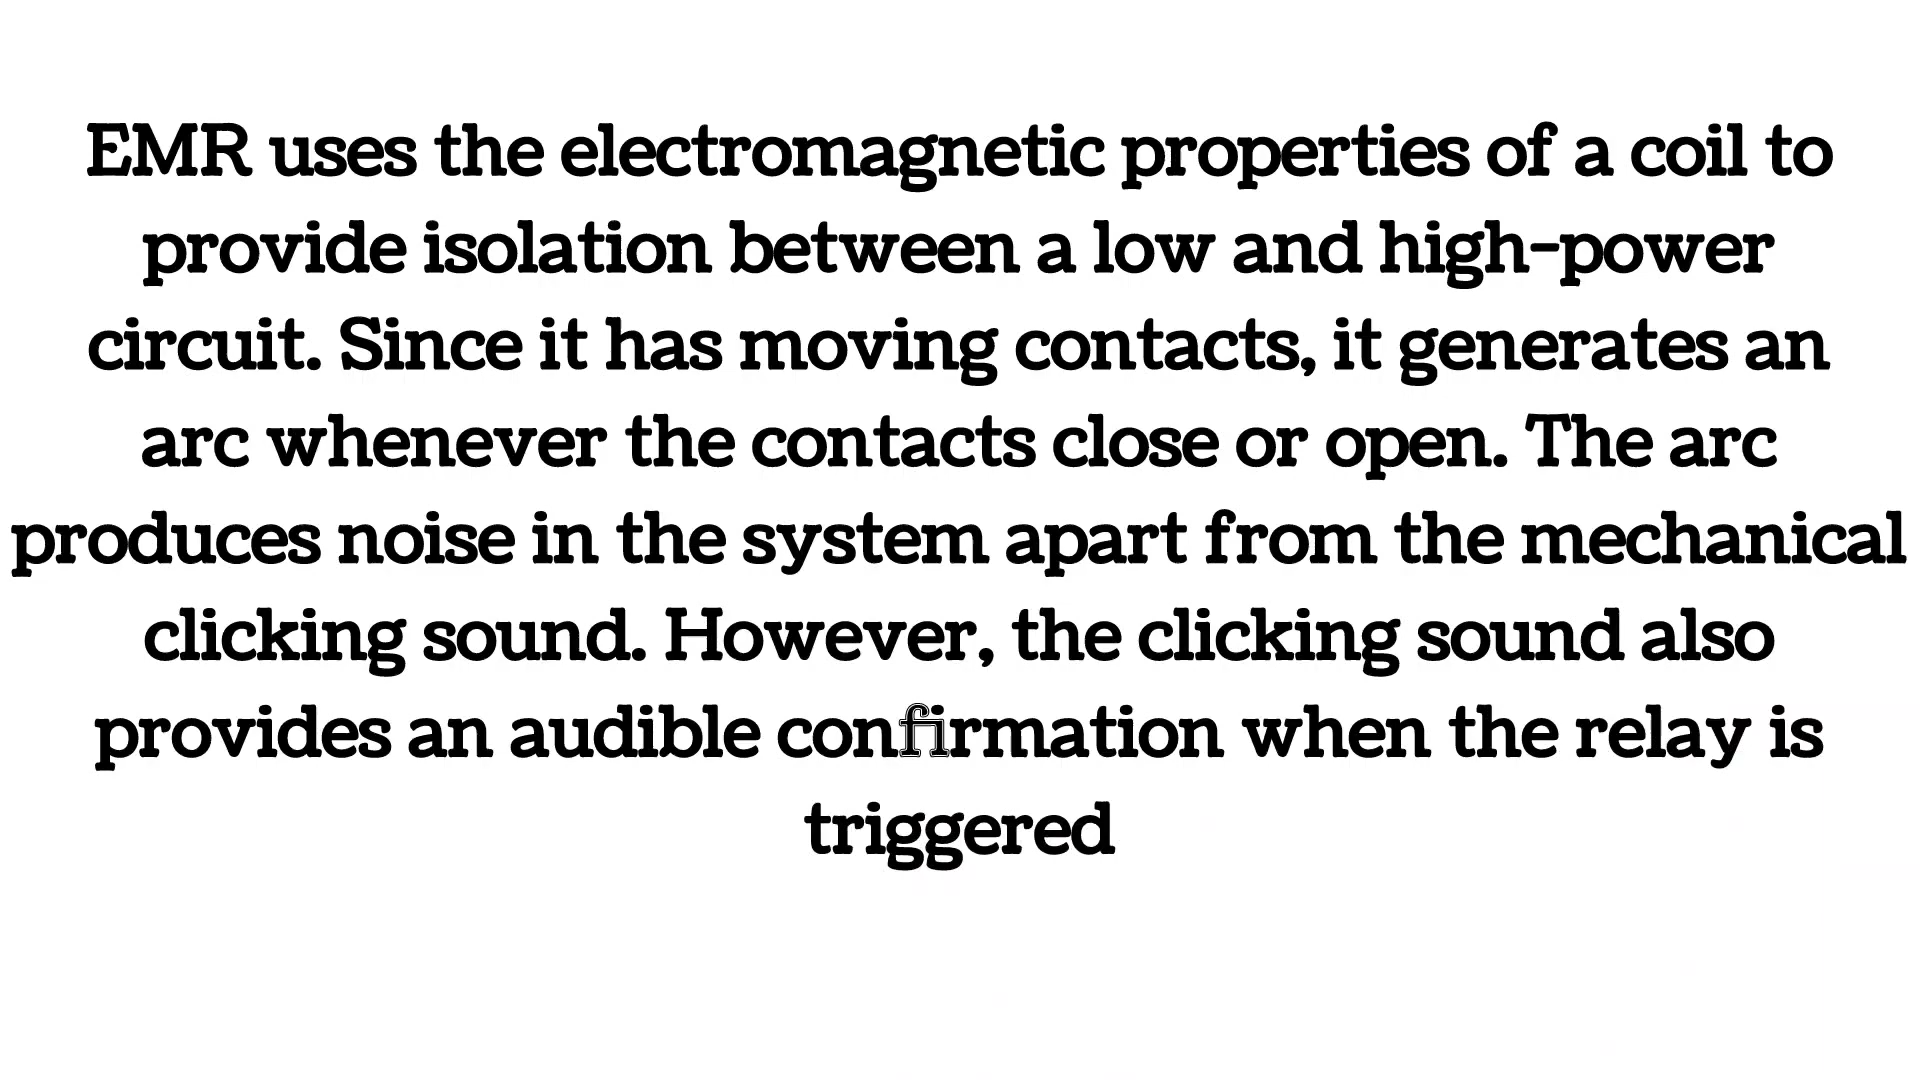 EMR uses the electromagnetic properties of a coil to
provide isolation between a low and high-power
circuit. Since it has moving contacts, it generates an
arc whenever the contacts close or open. The arc
produces noise in the system apart from the mechanical
clicking sound. However, the clicking sound also
provides an audible confirmation when the relay is
triggered